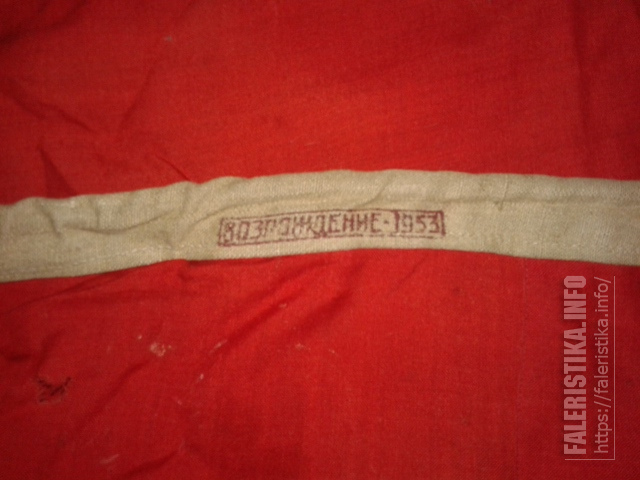 ВОЗРОЖДЕНИЕ-1953
FALERISTIKA.INFO
https://faleristika.info/